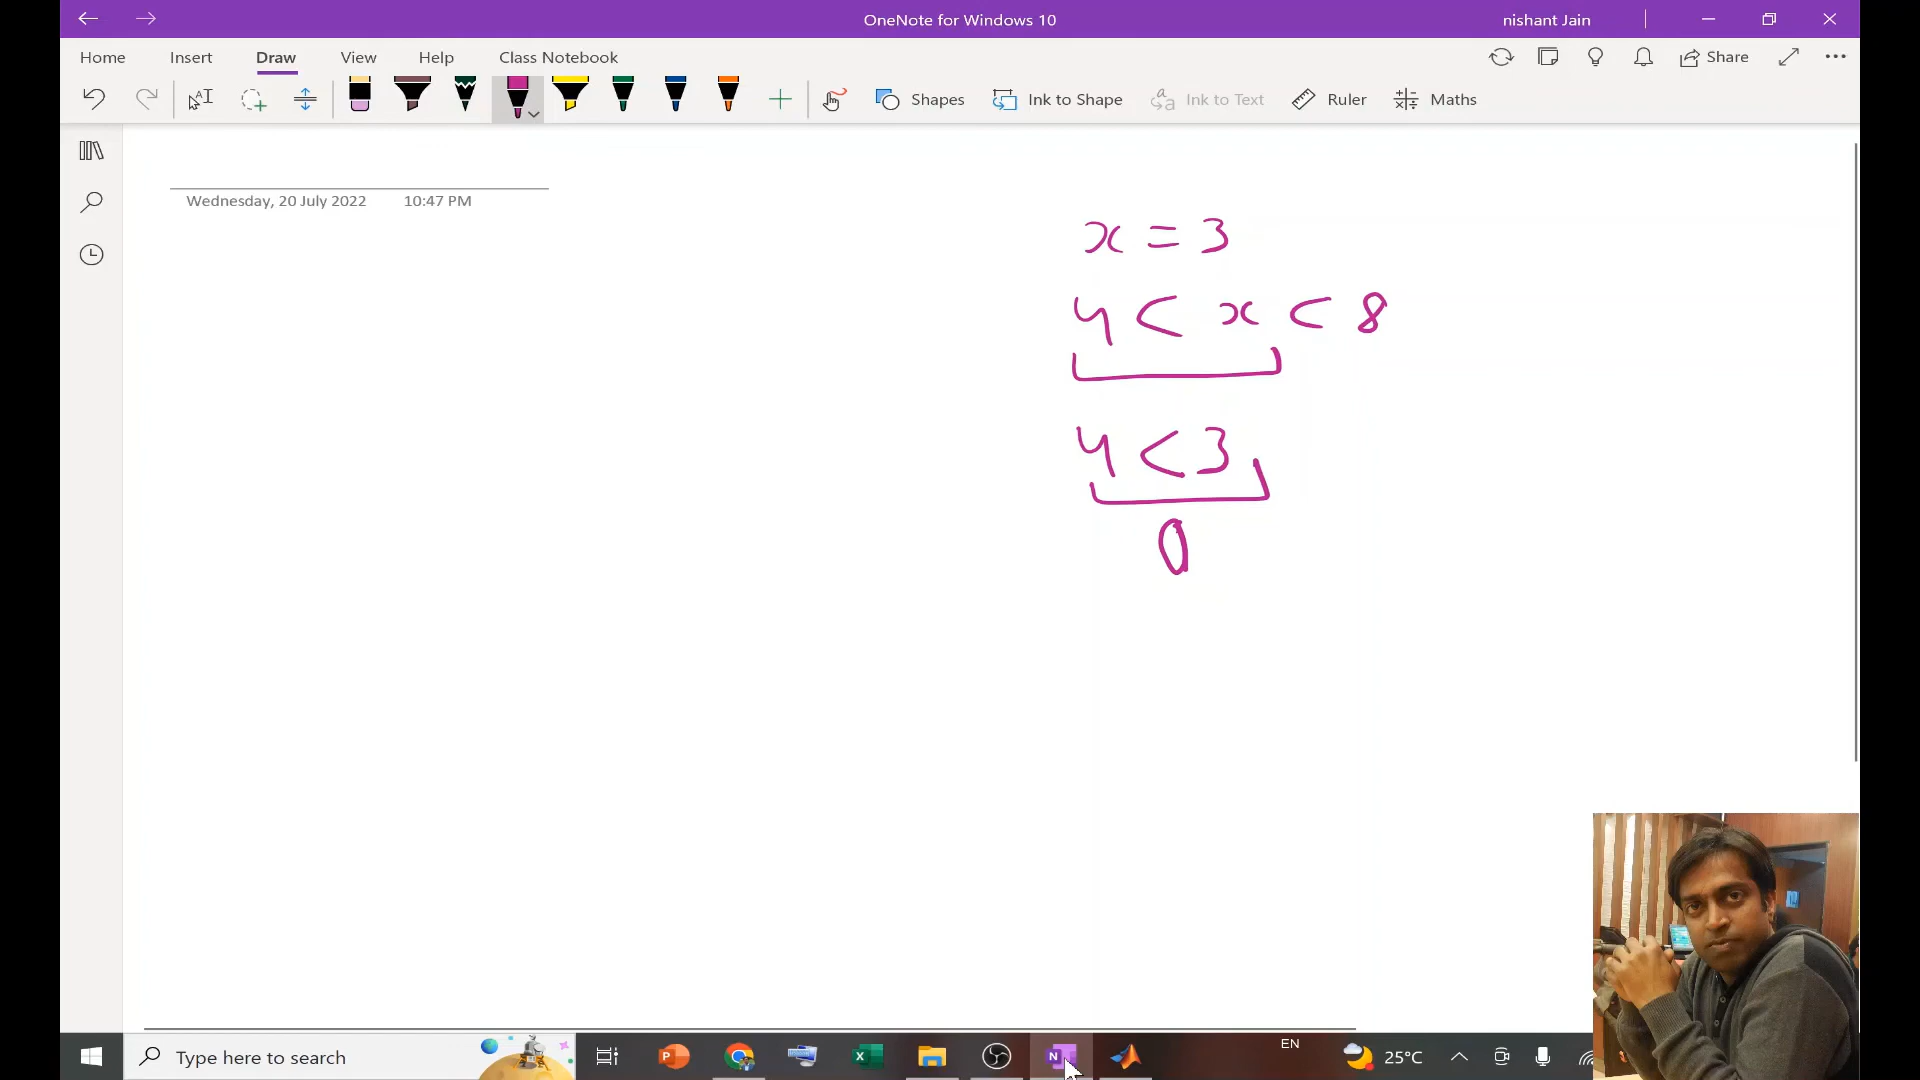 OneNote for Windows 10
nishant Jain
Home Insert Draw View Help Class Notebook
Share
Shapes Ink to Shape Ink to Text Ruler Maths
Wednesday, 20 July 2022 10:47 PM
x = 3
4 < x < 8
4 < 3
0
Type here to search
EN
25°C